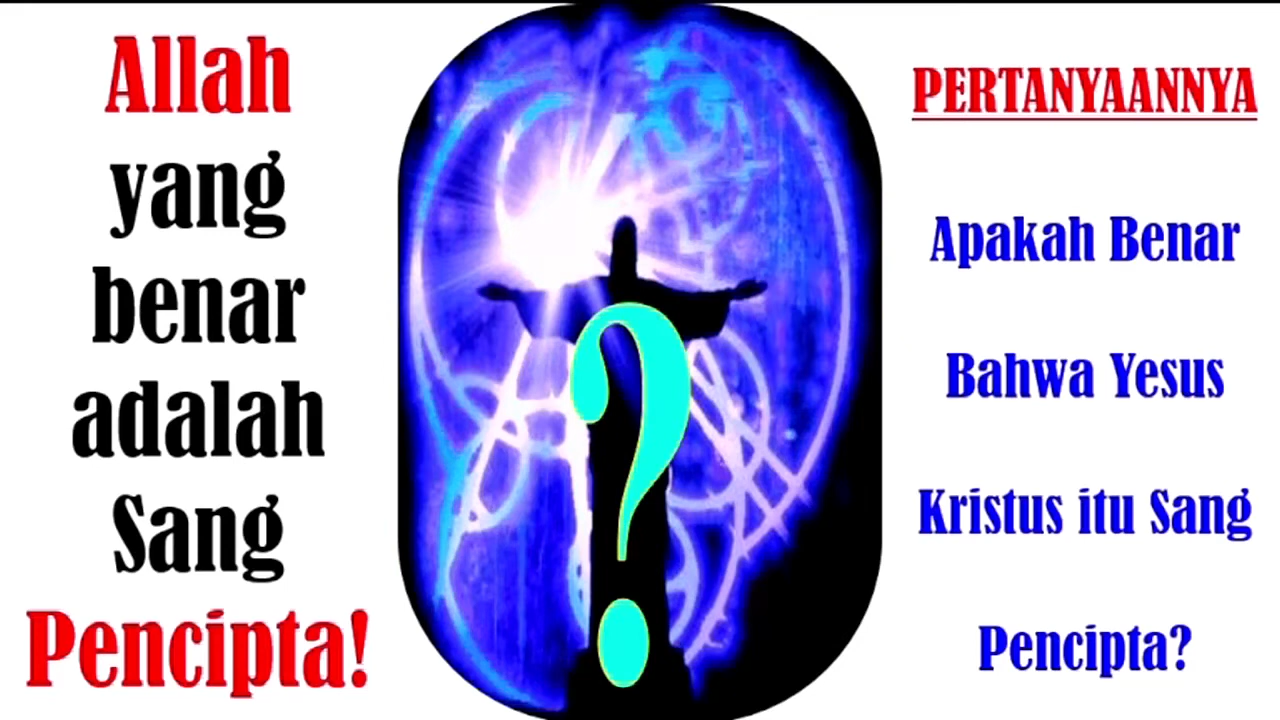 Allah
yang
benar
adalah
Sang
Pencipta!
?
PERTANYAANNYA
Apakah Benar
Bahwa Yesus
Kristus itu Sang
Pencipta?